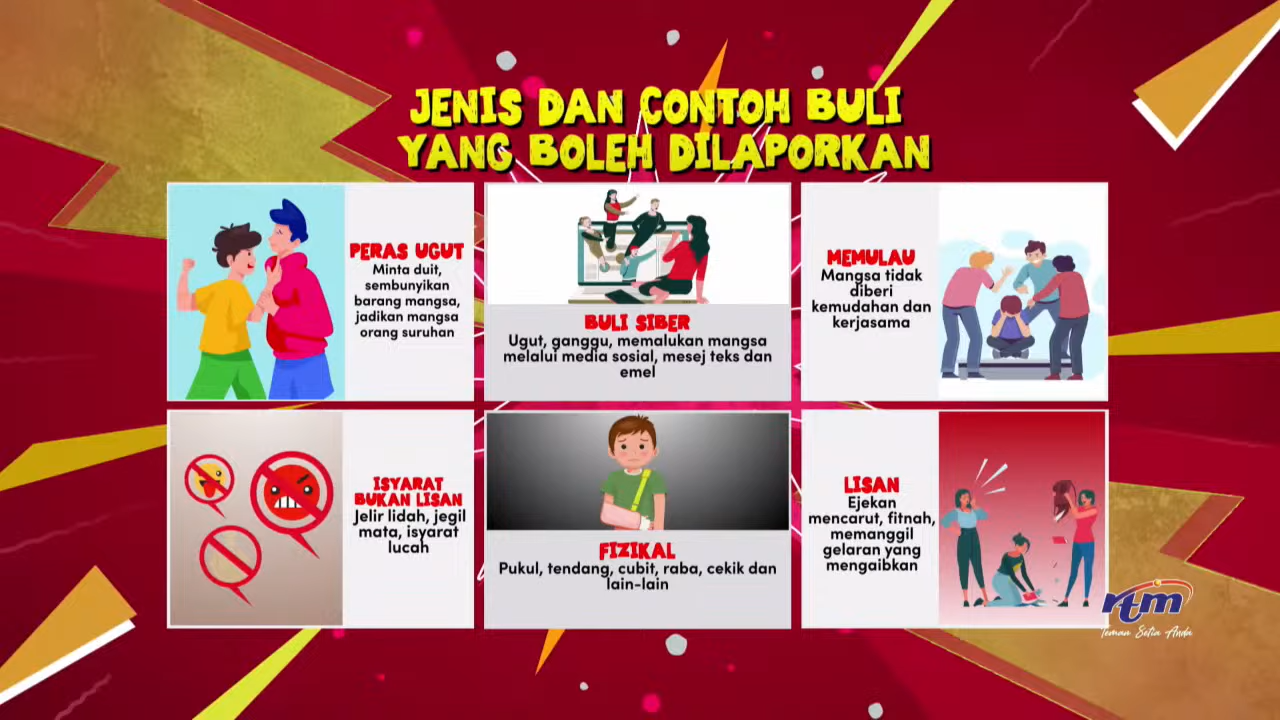 JENIS DAN CONTOH BULI
YANG BOLEH DILAPORKAN
PERAS UGUT
Minta duit,
sembunyikan
barang mangsa,
jadikan mangsa
orang suruhan
BULI SIBER
Ugut, ganggu, memalukan mangsa
melalui media sosial, mesej teks dan
emel
MEMULAU
Mangsa tidak
diberi
kemudahan dan
kerjasama
ISYARAT
BUKAN LISAN
Jelir lidah, jegil
mata, isyarat
lucah
FIZIKAL
Pukul, tendang, cubit, raba, cekik dan
lain-lain
LISAN
Ejekan
mencarut, fitnah,
memanggil
gelaran yang
mengaibkan
rtm
Teman Setia Anda